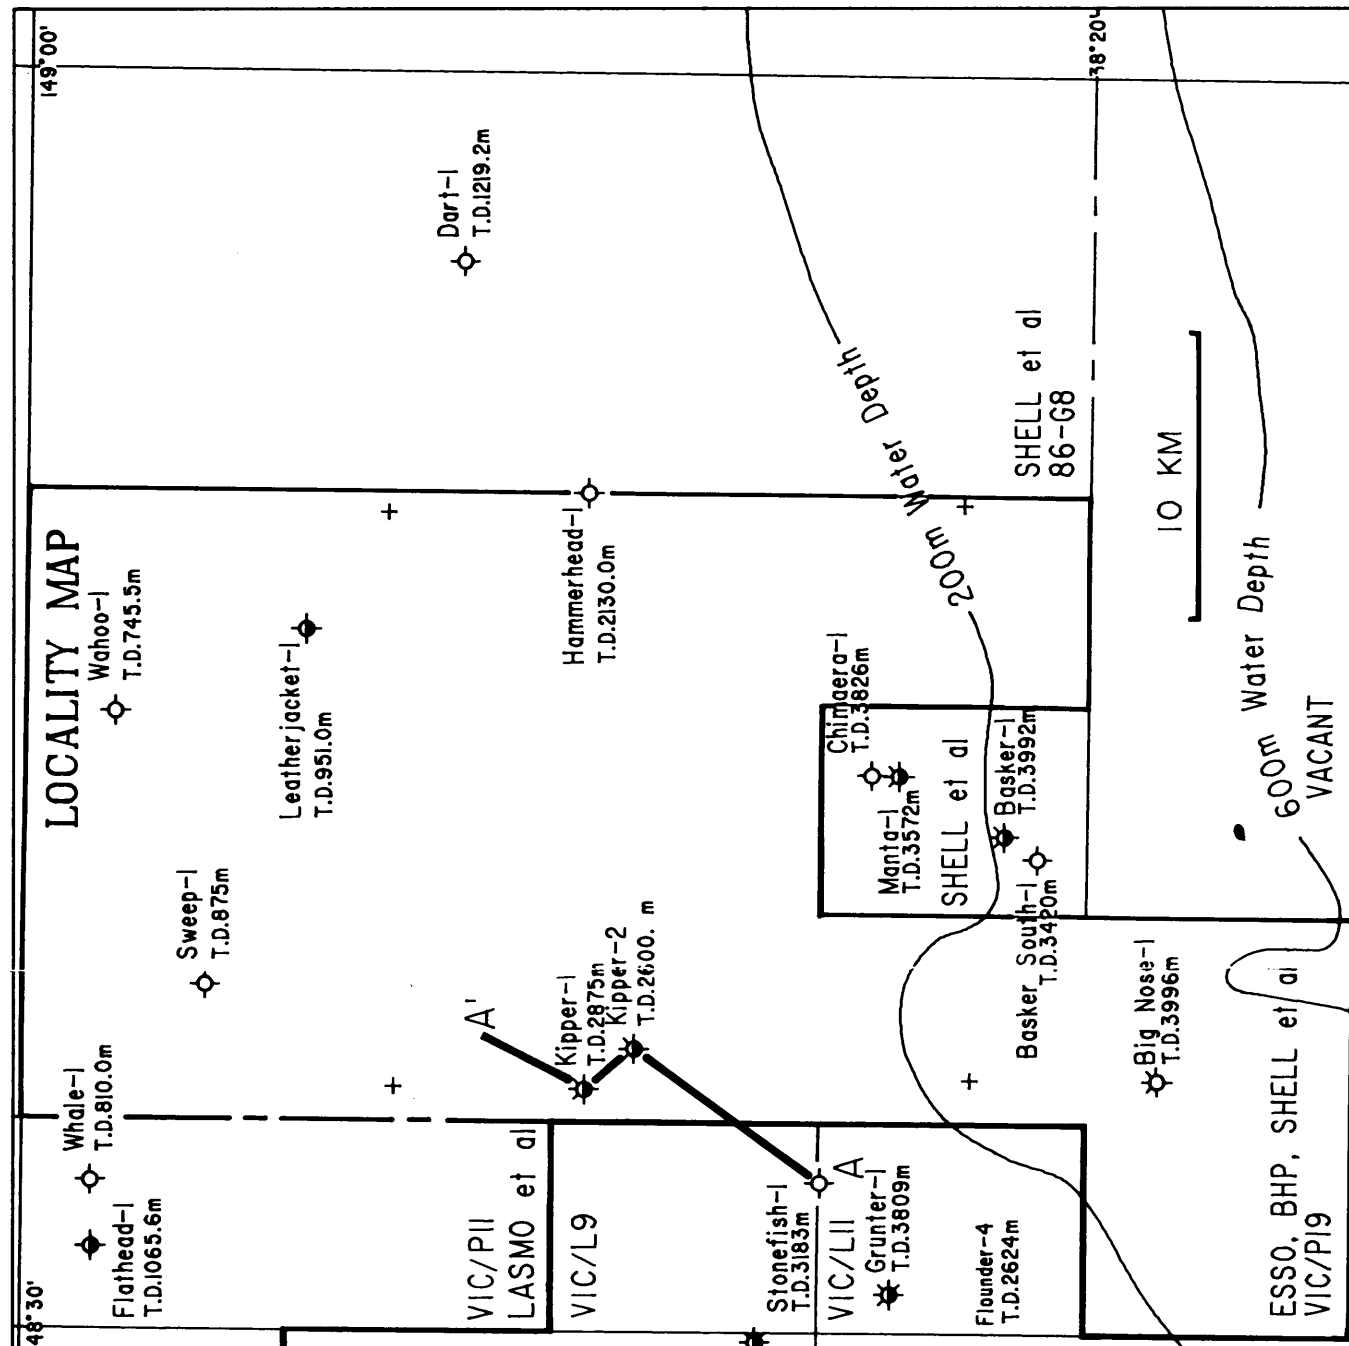 LOCALITY MAP
149°00'
48°30'
38°20'
Wahoo-1
T.D.745.5m
Leatherjacket-1
T.D.951.0m
Sweep-1
T.D.875m
Whale-1
T.D.810.0m
Flathead-1
T.D.1065.6m
Dart-1
T.D.1219.2m
Hammerhead-1
T.D.2130.0m
A'
Kipper-1
T.D.2875m
Kipper-2
T.D.2600. m
VIC/P11
LASMO et al
VIC/L9
Stonefish-1
T.D.3183m
A
VIC/L11
Grunter-1
T.D.3809m
Flounder-4
T.D.2624m
Chimaera-1
T.D.3826m
Manta-1
T.D.3572m
SHELL et al
Basker-1
T.D.3992m
Basker South-1
T.D.3420m
Big Nose-1
T.D.3996m
200m Water Depth
SHELL et al
86-G8
10 KM
600m Water Depth
VACANT
ESSO, BHP, SHELL et al
VIC/P19